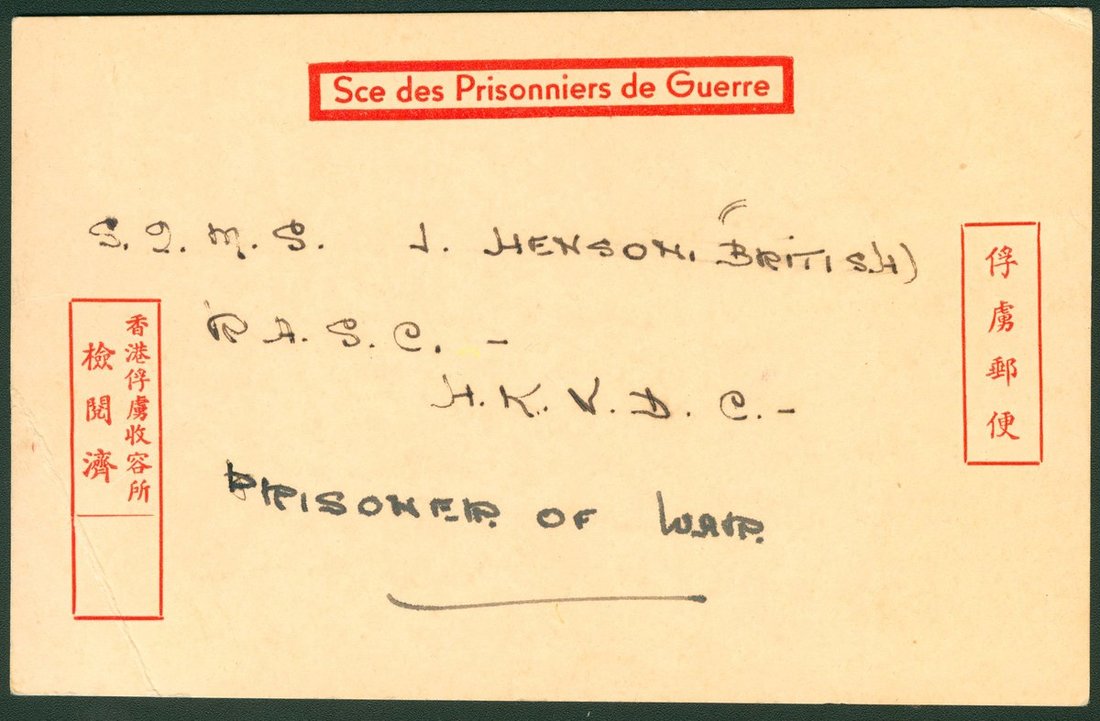 Sce des Prisonniers de Guerre
S. Q. M. S. J. HENSON. (BRITISH)
R. A. S. C. -
H. K. V. D. C. -
PRISONER. OF WAR.
俘虜郵便
香港俘虜收容所
檢閱濟